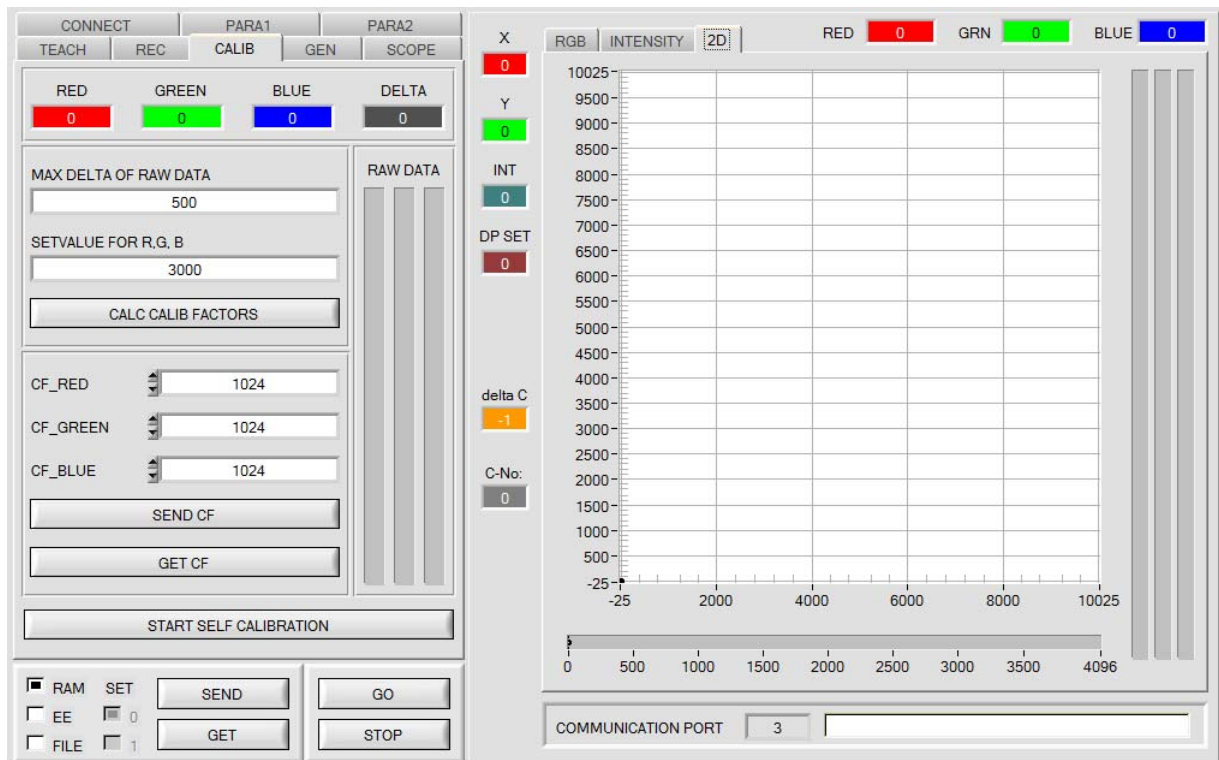 CONNECT PARA1 PARA2
TEACH REC CALIB GEN SCOPE
RED GREEN BLUE DELTA
0 0 0 0
MAX DELTA OF RAW DATA
500
SETVALUE FOR R,G, B
3000
CALC CALIB FACTORS
RAW DATA
CF_RED 1024
CF_GREEN 1024
CF_BLUE 1024
SEND CF
GET CF
START SELF CALIBRATION
RAM SET
EE 0
FILE 1
SEND
GET
GO
STOP
X
0
Y
0
INT
0
DP SET
0
delta C
-1
C-No:
0
RGB INTENSITY 2D
RED 0 GRN 0 BLUE 0
10025
9500
9000
8500
8000
7500
7000
6500
6000
5500
5000
4500
4000
3500
3000
2500
2000
1500
1000
500
-25
-25 2000 4000 6000 8000 10025
0 500 1000 1500 2000 2500 3000 3500 4096
COMMUNICATION PORT 3